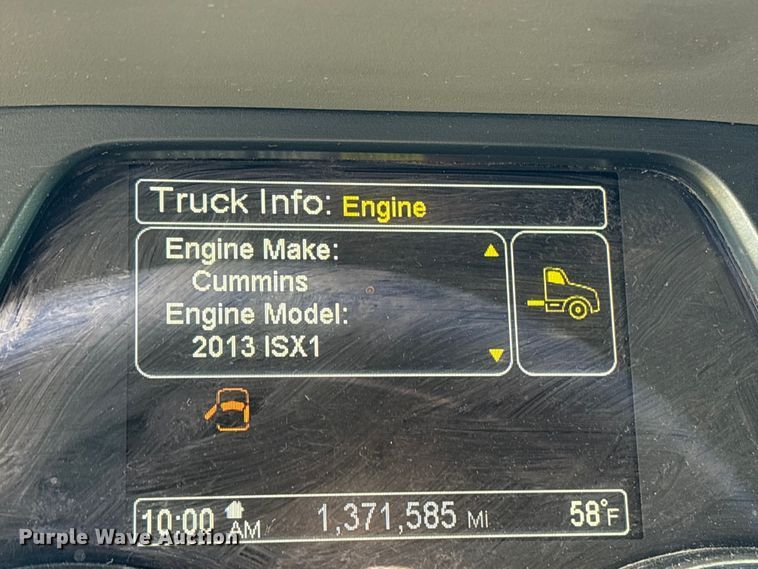 Truck Info: Engine
Engine Make:
Cummins
Engine Model:
2013 ISX1
10:00 AM 1,371,585 Mi 58°F
Purple Wave Auction